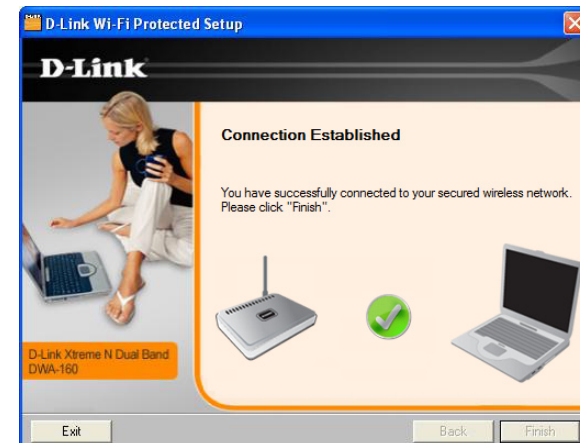 D-Link Wi-Fi Protected Setup
D-Link
Connection Established
You have successfully connected to your secured wireless network.
Please click "Finish".
D-Link Xtreme N Dual Band
DWA-160
Exit
Back
Finish